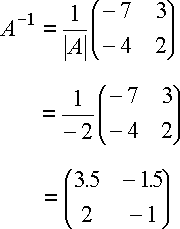 A⁻¹ = 1/|A| (-7 3
-4 2)
= 1/-2 (-7 3
-4 2)
= (3.5 -1.5
2 -1)